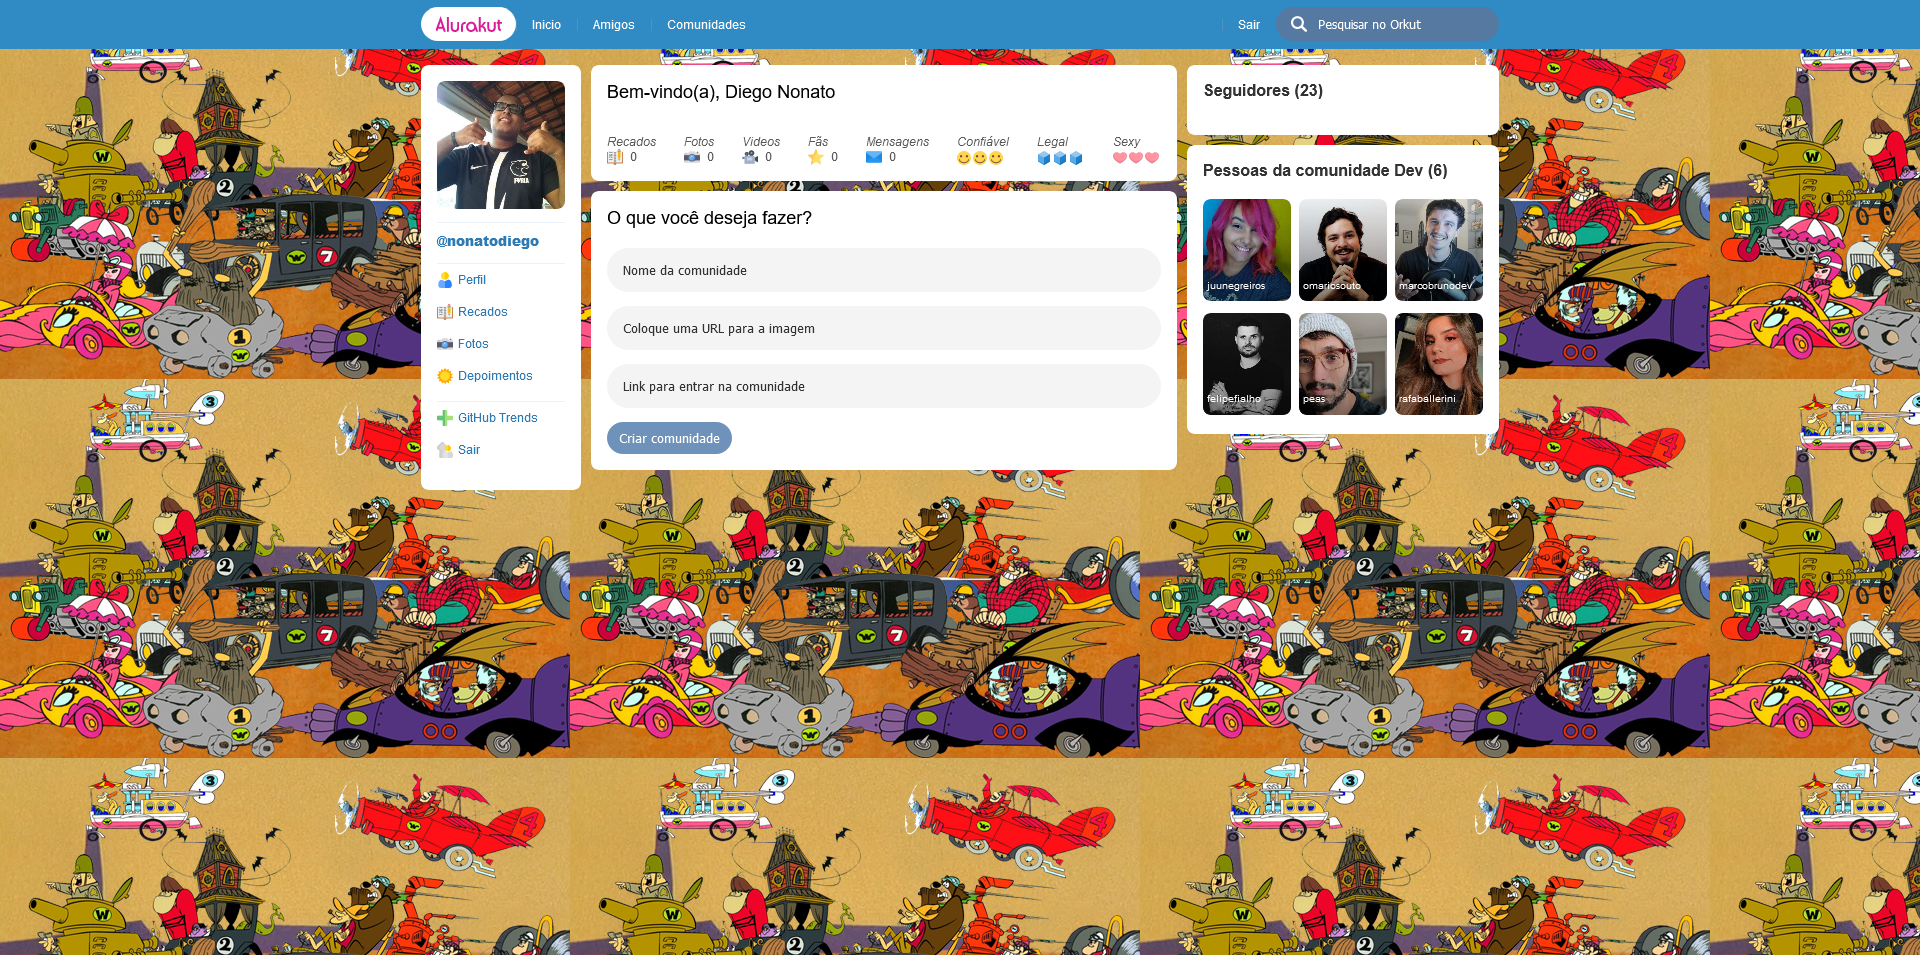 Alurakut
Inicio
Amigos
Comunidades
Sair
Pesquisar no Orkut
@nonatodiego
Perfil
Recados
Fotos
Depoimentos
GitHub Trends
Sair
Bem-vindo(a), Diego Nonato
Recados Fotos Videos Fãs Mensagens Confiável Legal Sexy
0 0 0 0 0
O que você deseja fazer?
Nome da comunidade
Coloque uma URL para a imagem
Link para entrar na comunidade
Criar comunidade
Seguidores (23)
Pessoas da comunidade Dev (6)
juunegreiros omariosouto marcobrunodev
felipefialho peas rafaballerini